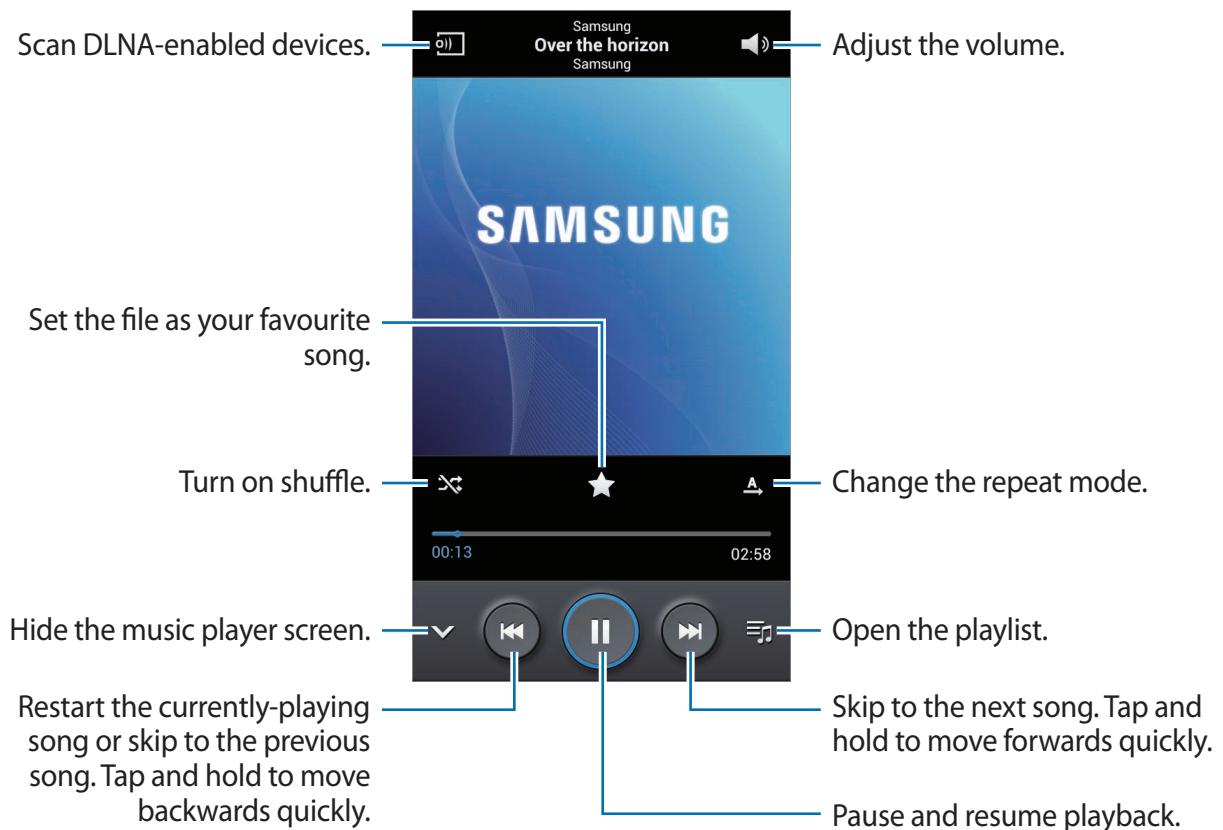 Scan DLNA-enabled devices.
Samsung
Over the horizon
Samsung
Adjust the volume.
SAMSUNG
Set the file as your favourite
song.
Turn on shuffle.
A
Change the repeat mode.
00:13
02:58
Hide the music player screen.
Open the playlist.
Restart the currently-playing
song or skip to the previous
song. Tap and hold to move
backwards quickly.
Skip to the next song. Tap and
hold to move forwards quickly.
Pause and resume playback.